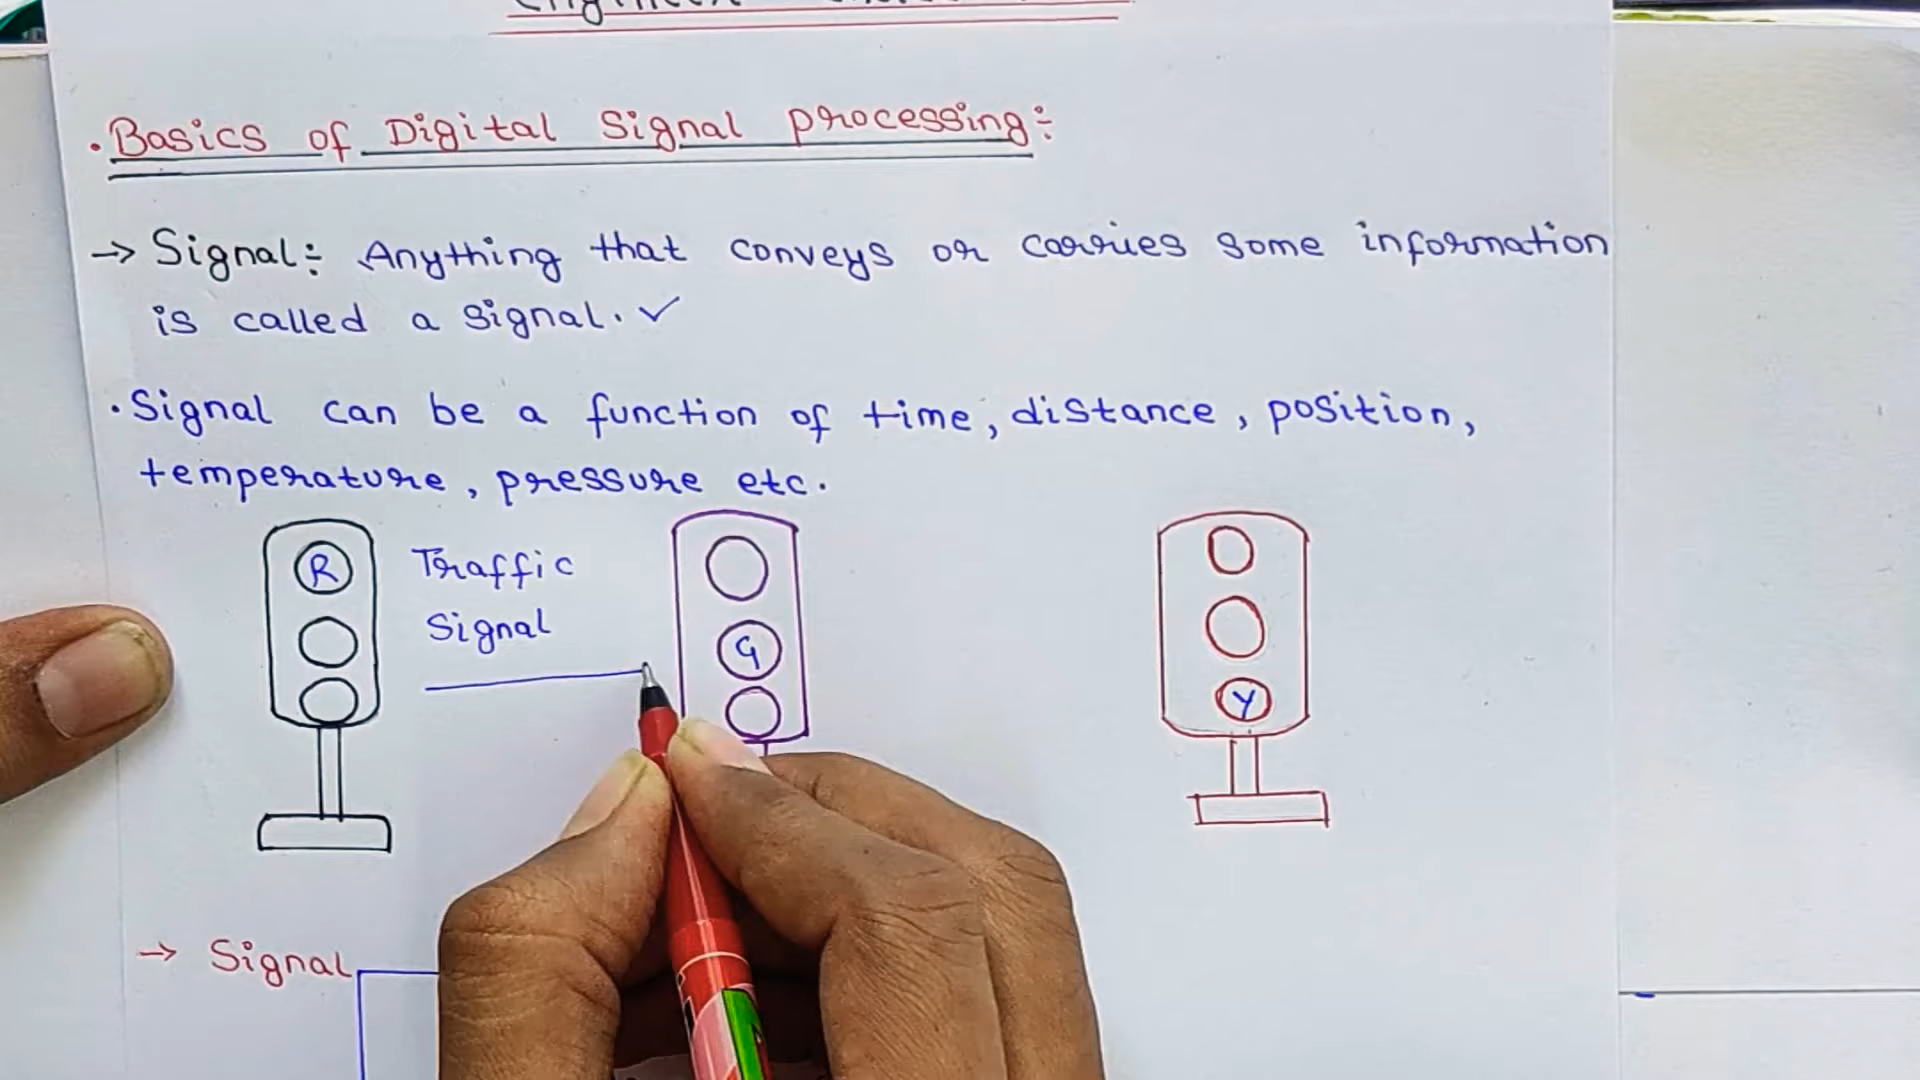 · Basics of Digital Signal processing:
→ Signal: Anything that conveys or carries some information
is called a signal. ✓
· Signal can be a function of time, distance, position,
temperature, pressure etc.
R
Traffic
Signal
G
Y
→ Signal